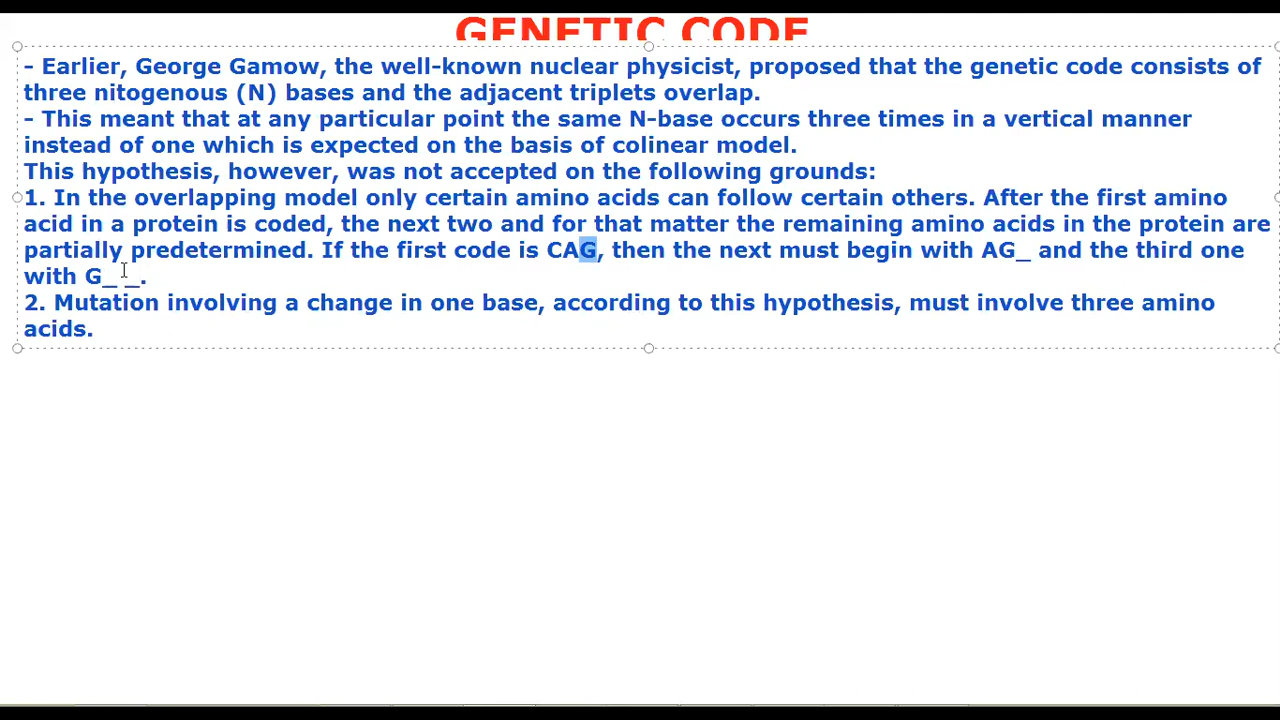 GENETIC CODE
- Earlier, George Gamow, the well-known nuclear physicist, proposed that the genetic code consists of
three nitogenous (N) bases and the adjacent triplets overlap.
- This meant that at any particular point the same N-base occurs three times in a vertical manner
instead of one which is expected on the basis of colinear model.
This hypothesis, however, was not accepted on the following grounds:
1. In the overlapping model only certain amino acids can follow certain others. After the first amino
acid in a protein is coded, the next two and for that matter the remaining amino acids in the protein are
partially predetermined. If the first code is CAG, then the next must begin with AG_ and the third one
with G_ _.
2. Mutation involving a change in one base, according to this hypothesis, must involve three amino
acids.